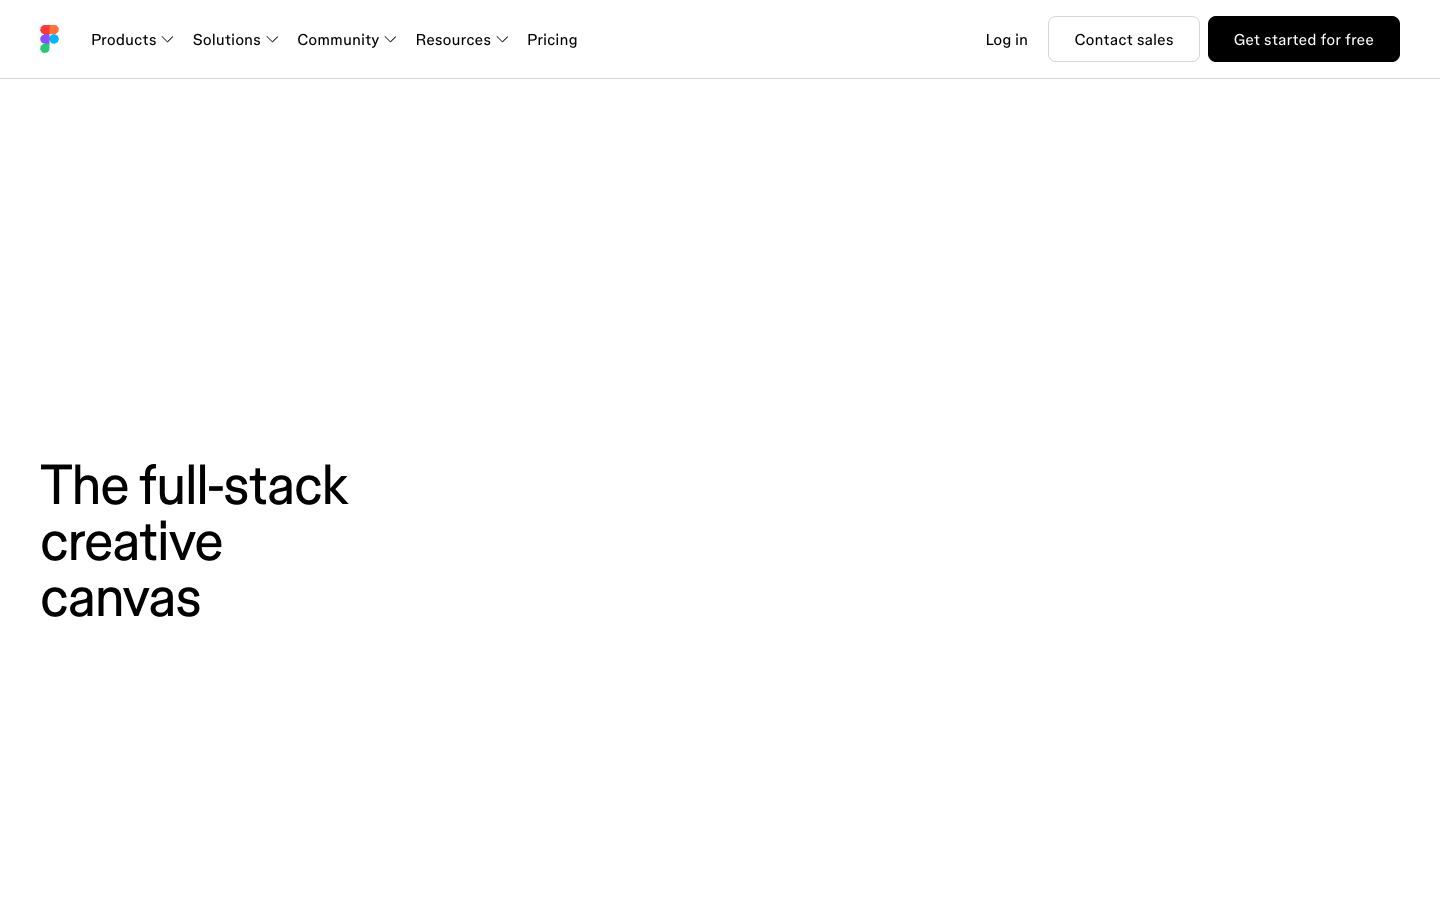 Products
Solutions
Community
Resources
Pricing
Log in
Contact sales
Get started for free
The full-stack
creative
canvas